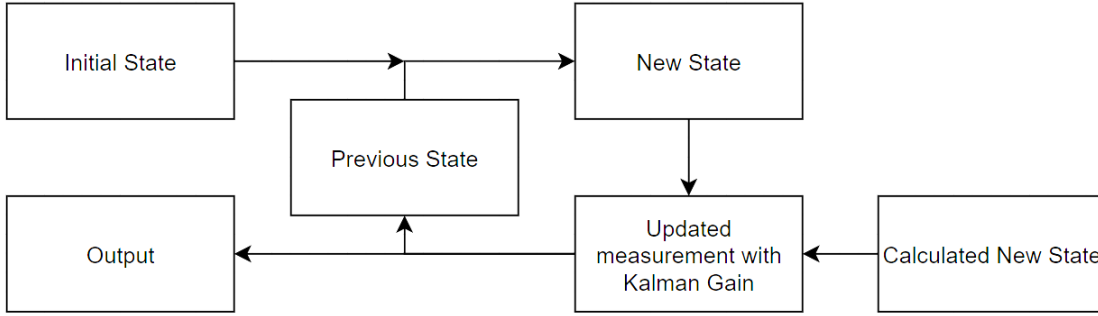 Initial State
New State
Previous State
Output
Updated
measurement with
Kalman Gain
Calculated New State